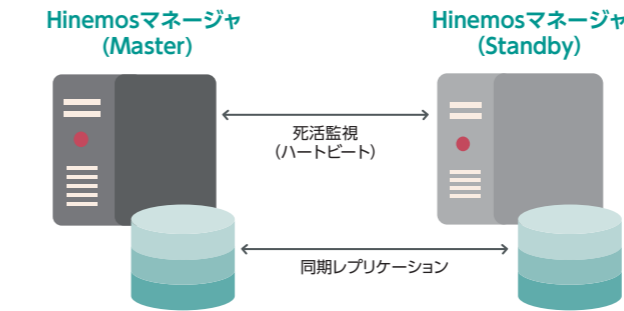 Hinemosマネージャ
(Master)
Hinemosマネージャ
(Standby)
死活監視
(ハートビート)
同期レプリケーション